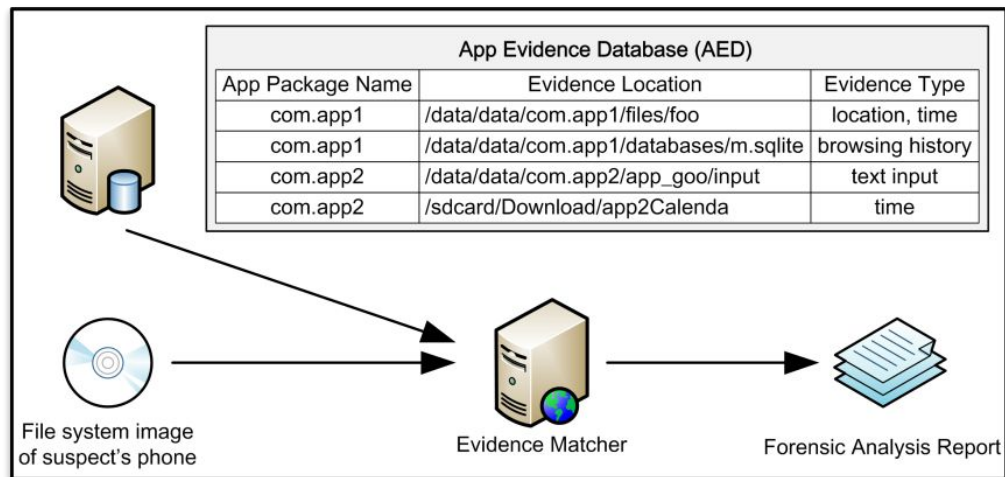 App Evidence Database (AED)
App Package Name Evidence Location Evidence Type
com.app1 /data/data/com.app1/files/foo location, time
com.app1 /data/data/com.app1/databases/m.sqlite browsing history
com.app2 /data/data/com.app2/app_goo/input text input
com.app2 /sdcard/Download/app2Calenda time
File system image
of suspect's phone
Evidence Matcher
Forensic Analysis Report